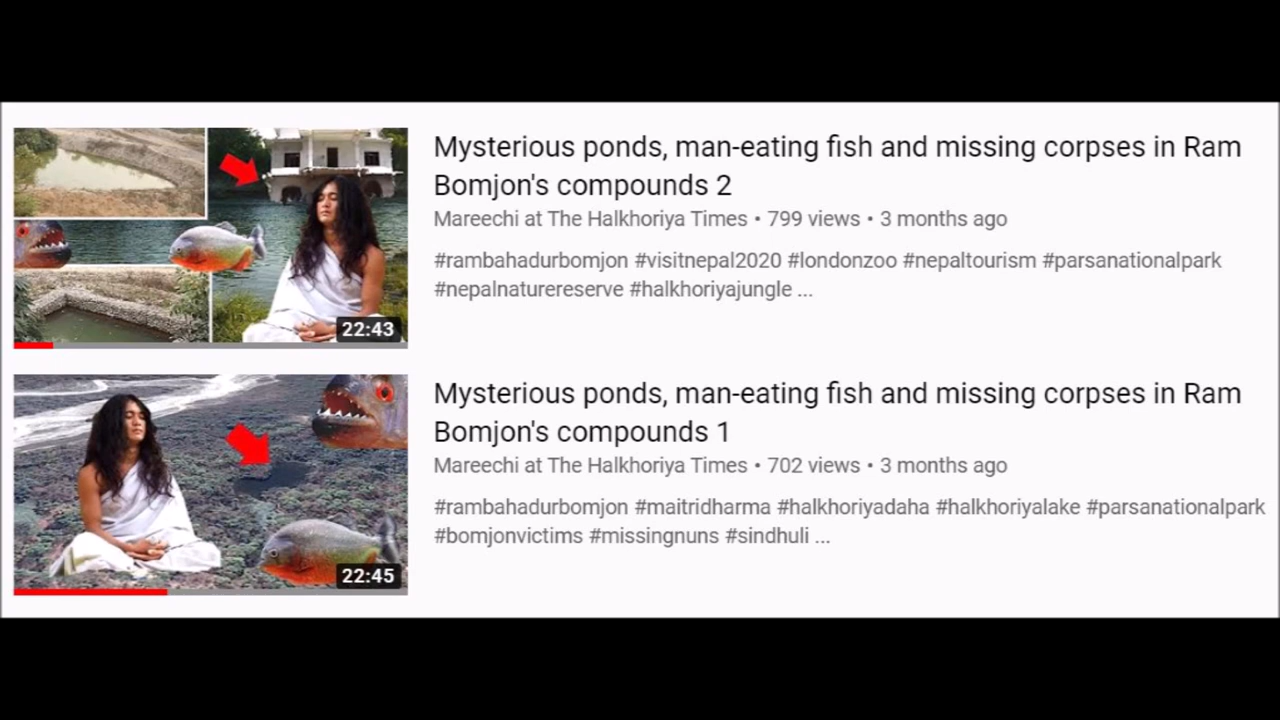 Mysterious ponds, man-eating fish and missing corpses in Ram
Bomjon's compounds 2
Mareechi at The Halkhoriya Times • 799 views • 3 months ago
#rambahadurbomjon #visitnepal2020 #londonzoo #nepaltourism #parsanationalpark
#nepalnaturereserve #halkhoriyajungle ...
22:43
Mysterious ponds, man-eating fish and missing corpses in Ram
Bomjon's compounds 1
Mareechi at The Halkhoriya Times • 702 views • 3 months ago
#rambahadurbomjon #maitridharma #halkhoriyadaha #halkhoriyalake #parsanationalpark
#bomjonvictims #missingnuns #sindhuli ...
22:45